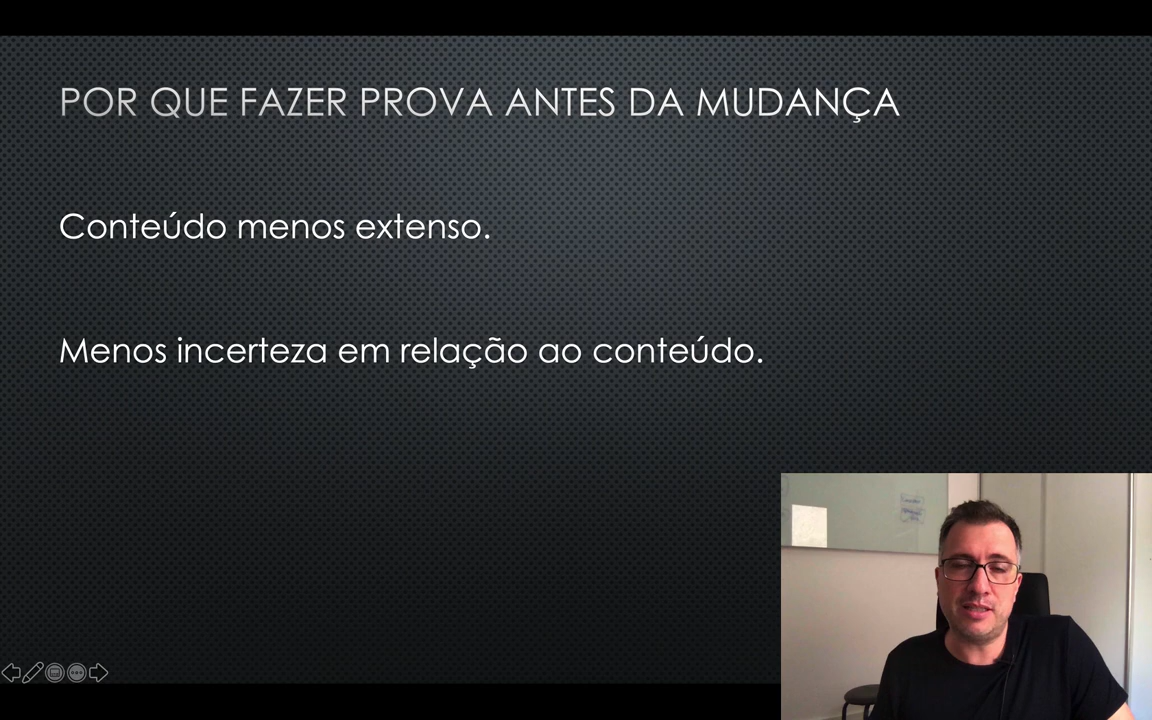 POR QUE FAZER PROVA ANTES DA MUDANÇA
Conteúdo menos extenso.
Menos incerteza em relação ao conteúdo.